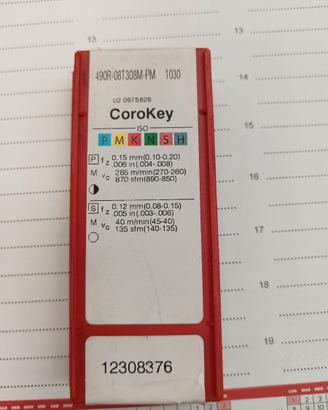 13
13
490R-08T308M-PM 1030
U2 0875826
CoroKey
ISO
P M K N S H
P fz 0.15 mm(0.10-0.20)
.006 in(.004-.008)
M vc 265 m/min(270-260)
870 sfm(890-850)
S fz 0.12 mm(0.08-0.15)
.005 in(.003-.006)
M vc 40 m/min(45-40)
135 sfm(140-135)
14
15
16
17
18
19
12308376